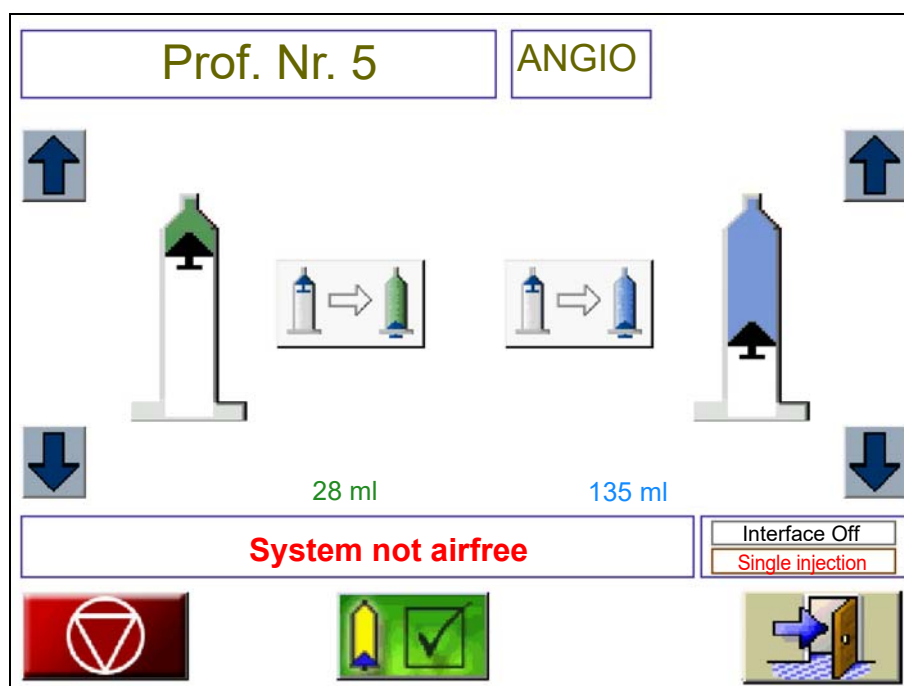 Prof. Nr. 5
ANGIO
28 ml
135 ml
System not airfree
Interface Off
Single injection